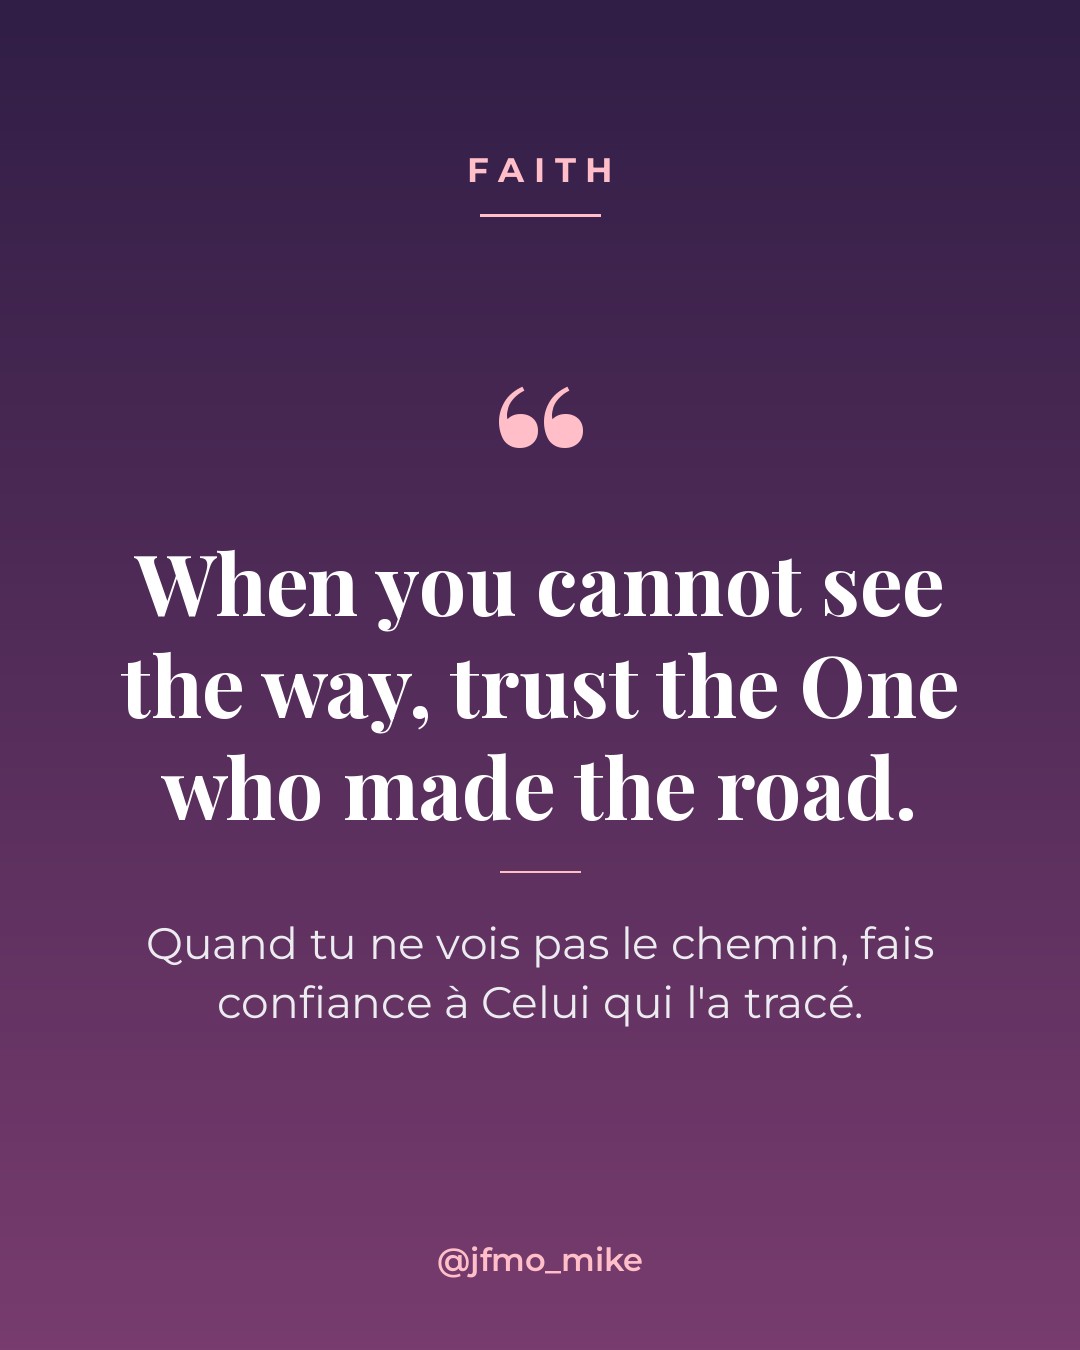 FAITH
“
When you cannot see
the way, trust the One
who made the road.
Quand tu ne vois pas le chemin, fais
confiance à Celui qui l'a tracé.
@jfmo_mike